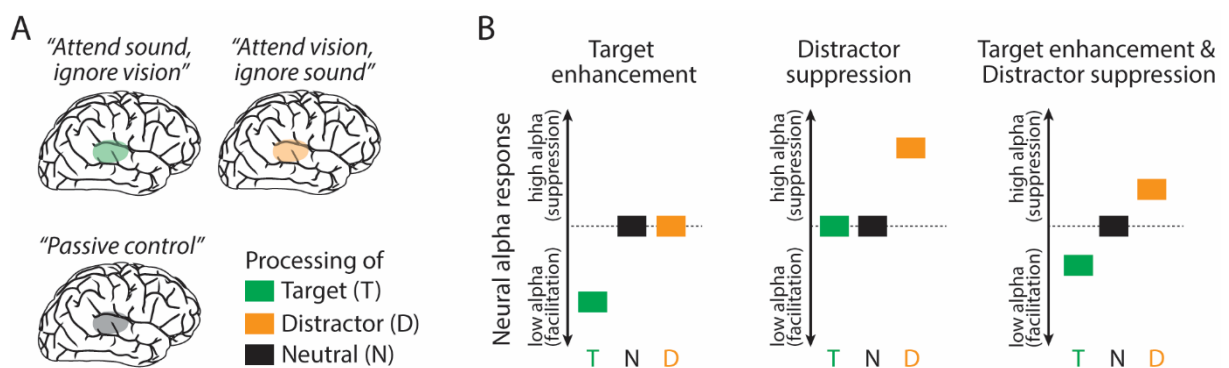 A
“Attend sound,
ignore vision”
“Attend vision,
ignore sound”
“Passive control”
Processing of
Target (T)
Distractor (D)
Neutral (N)
B
Neural alpha response
Target
enhancement
high alpha
(suppression)
low alpha
(facilitation)
T N D
Distractor
suppression
high alpha
(suppression)
low alpha
(facilitation)
T N D
Target enhancement &
Distractor suppression
high alpha
(suppression)
low alpha
(facilitation)
T N D